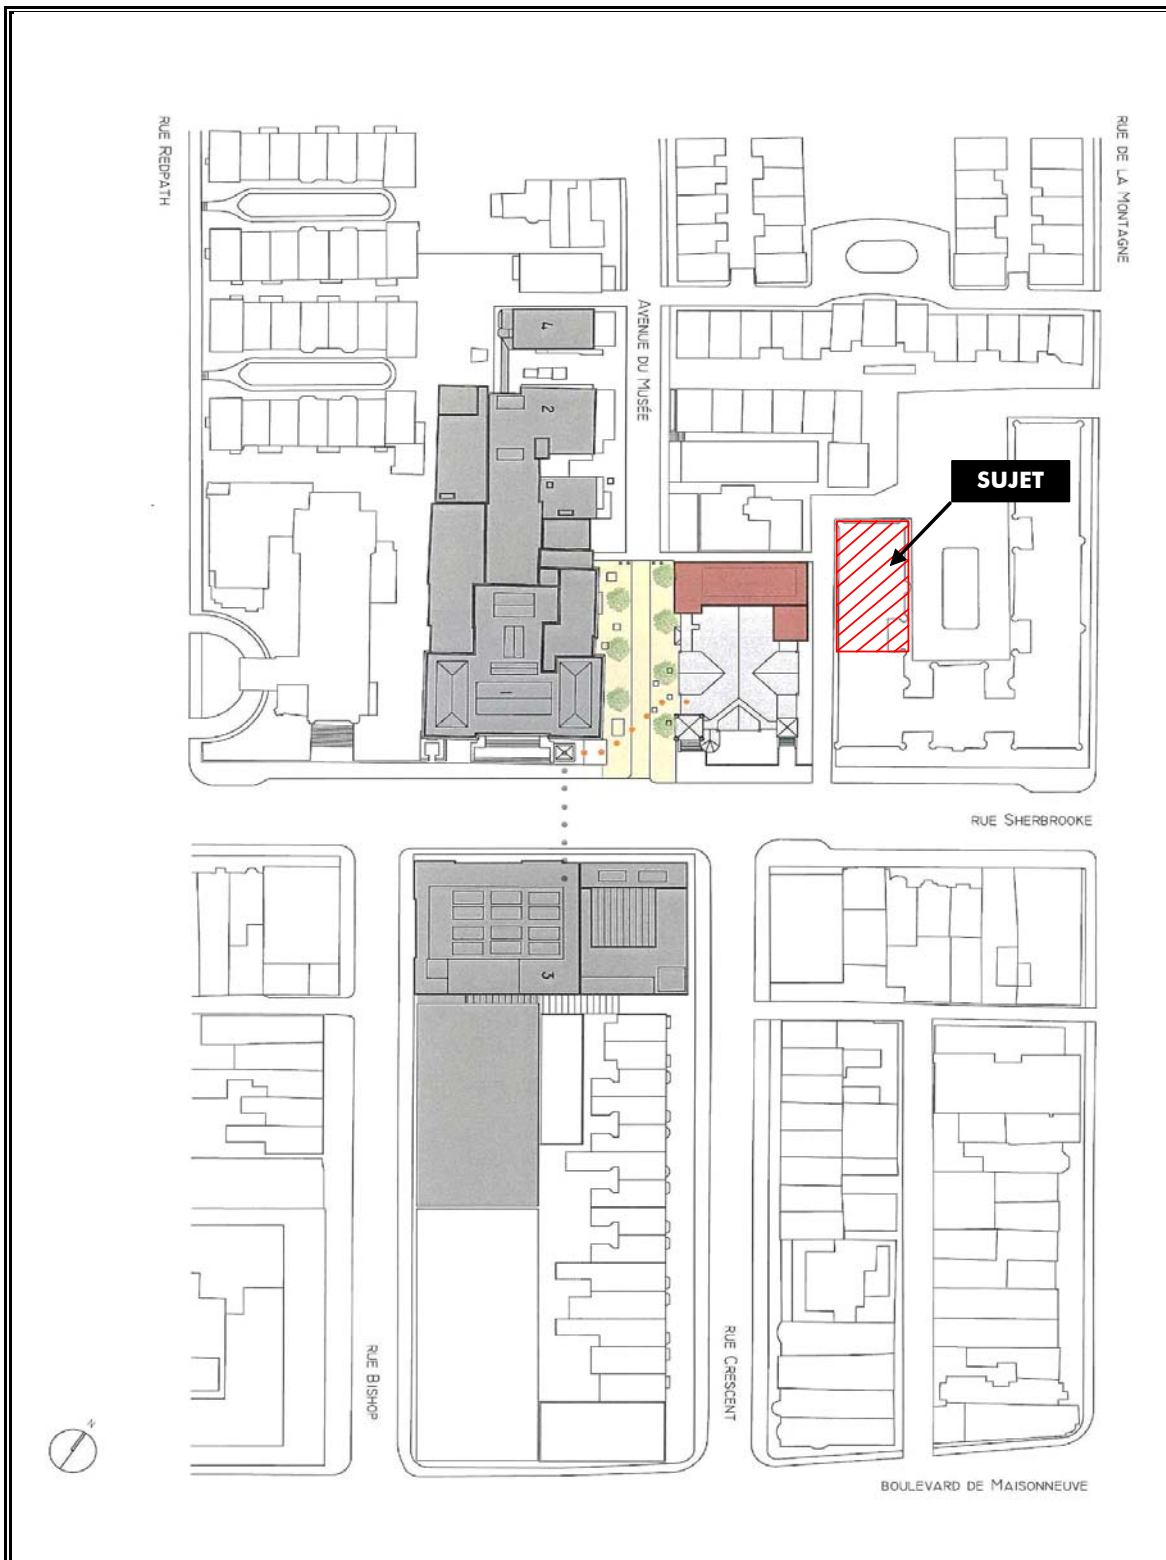 RUE REDPATH
RUE DE LA MONTAGNE
AVENUE DU MUSÉE
4
2
SUJET
1
RUE SHERBROOKE
3
RUE BISHOP
RUE CRESCENT
N
BOULEVARD DE MAISONNEUVE